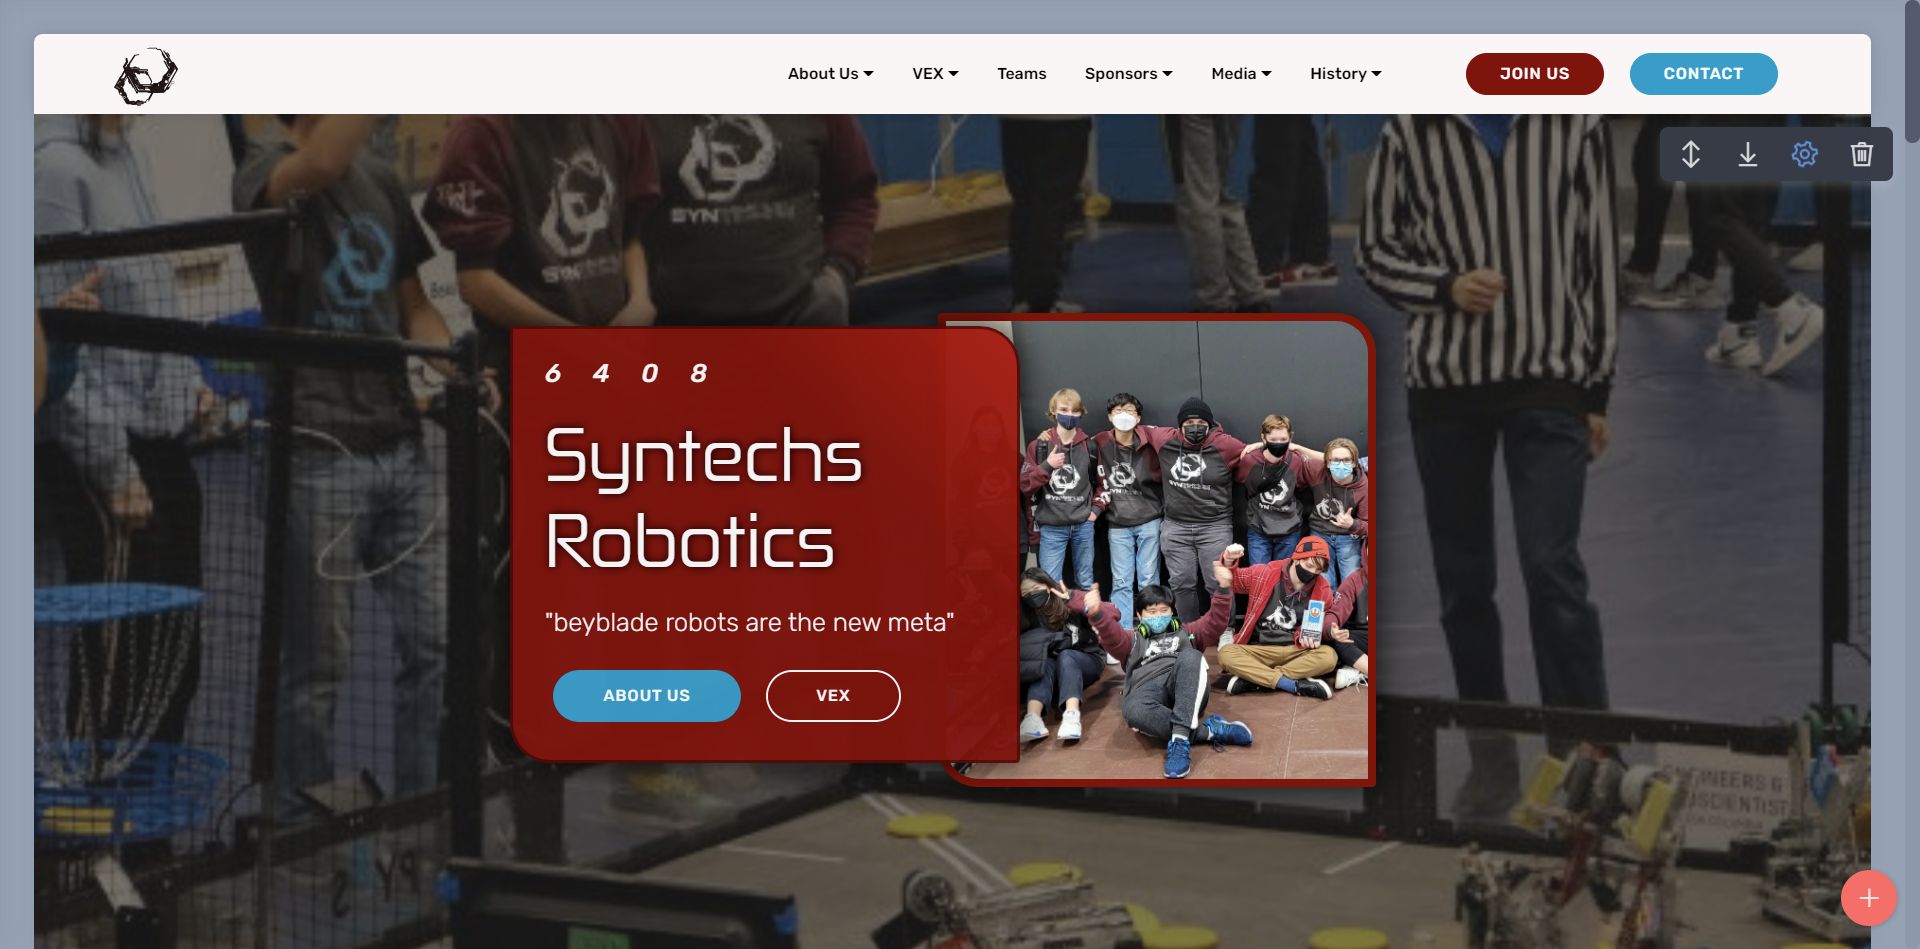 About Us VEX Teams Sponsors Media History JOIN US CONTACT
6 4 0 8
Syntechs
Robotics
"beyblade robots are the new meta"
ABOUT US VEX
ENGINEERS &